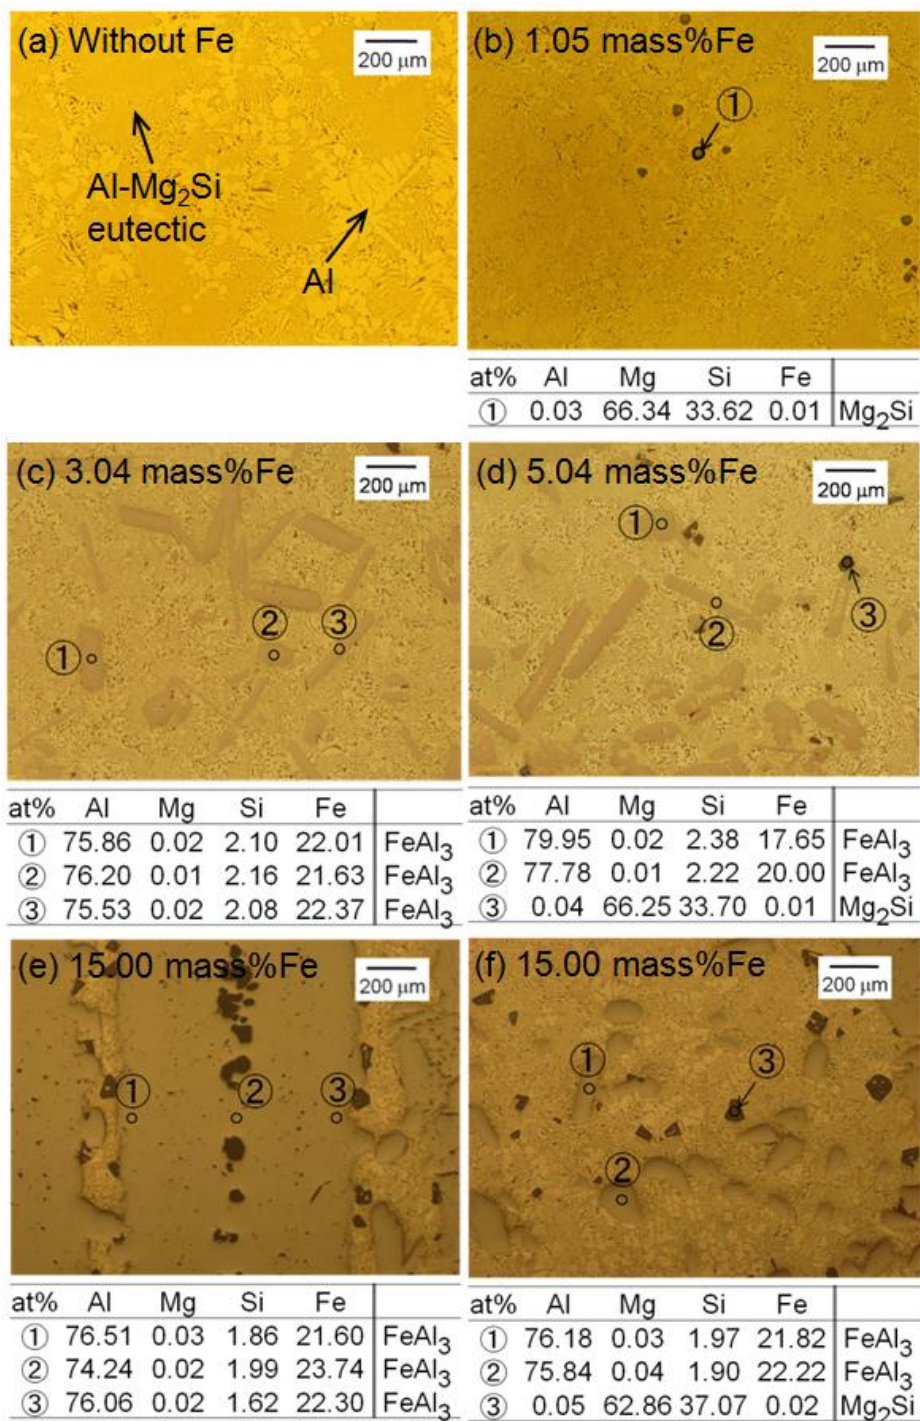 (a) Without Fe
200 μm
Al-Mg₂Si
eutectic
Al
(b) 1.05 mass%Fe
200 μm
①
at% Al Mg Si Fe
① 0.03 66.34 33.62 0.01 Mg₂Si
(c) 3.04 mass%Fe
200 μm
① ② ③
at% Al Mg Si Fe
① 75.86 0.02 2.10 22.01 FeAl₃
② 76.20 0.01 2.16 21.63 FeAl₃
③ 75.53 0.02 2.08 22.37 FeAl₃
(d) 5.04 mass%Fe
200 μm
①
②
③
at% Al Mg Si Fe
① 79.95 0.02 2.38 17.65 FeAl₃
② 77.78 0.01 2.22 20.00 FeAl₃
③ 0.04 66.25 33.70 0.01 Mg₂Si
(e) 15.00 mass%Fe
200 μm
① ② ③
at% Al Mg Si Fe
① 76.51 0.03 1.86 21.60 FeAl₃
② 74.24 0.02 1.99 23.74 FeAl₃
③ 76.06 0.02 1.62 22.30 FeAl₃
(f) 15.00 mass%Fe
200 μm
①
③
②
at% Al Mg Si Fe
① 76.18 0.03 1.97 21.82 FeAl₃
② 75.84 0.04 1.90 22.22 FeAl₃
③ 0.05 62.86 37.07 0.02 Mg₂Si